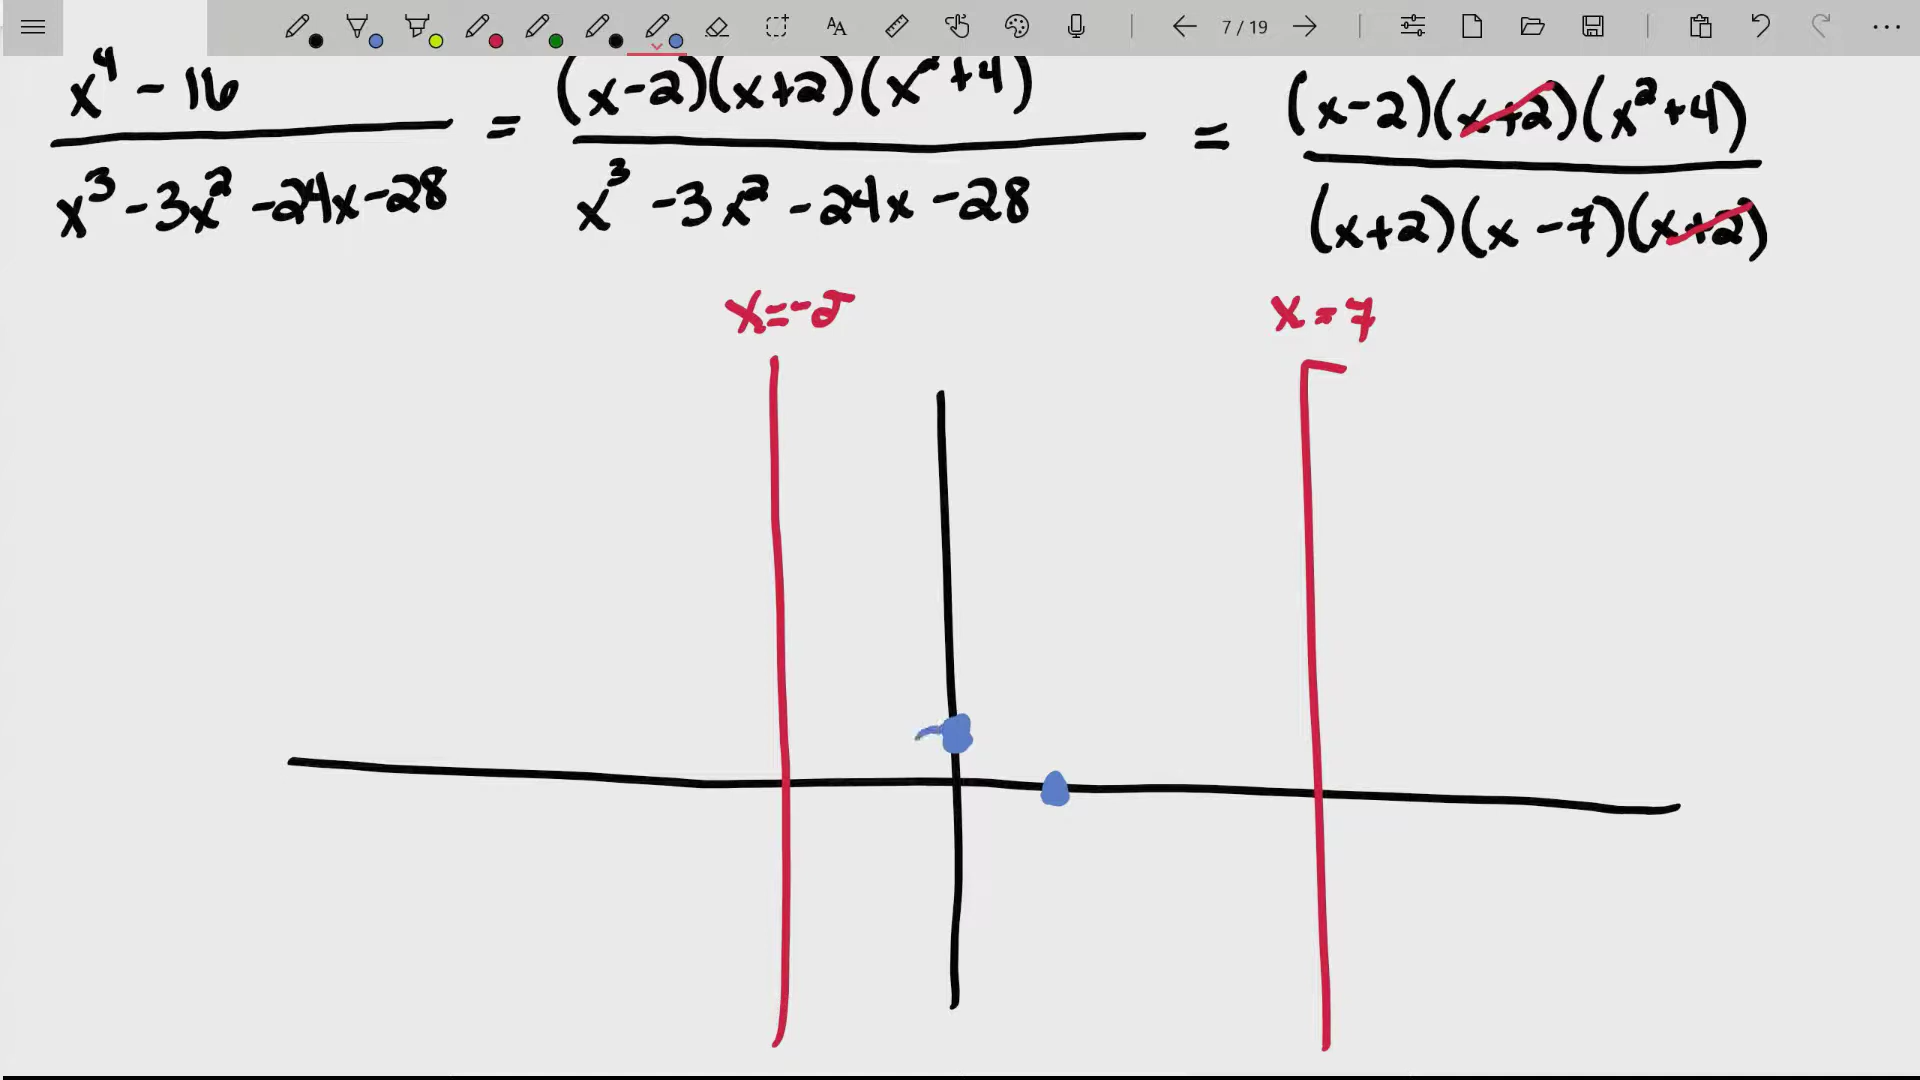 7 / 19
x⁴ - 16 = (x-2)(x+2)(x²+4) = (x-2)(x+2)(x²+4)
x³ - 3x² - 24x - 28 x³ - 3x² - 24x - 28 (x+2)(x-7)(x+2)
x = -2 x = 7